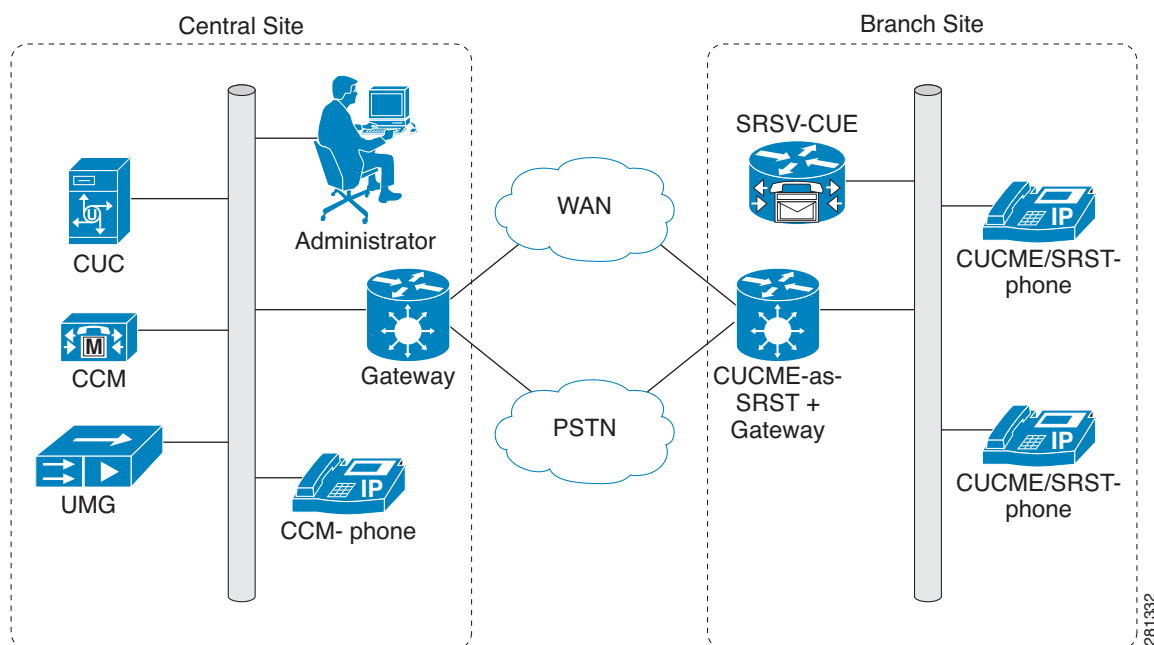 Central Site
Branch Site
Administrator
CUC
U
CCM
M
UMG
Gateway
IP
CCM- phone
WAN
PSTN
SRSV-CUE
CUCME-as-
SRST +
Gateway
IP
CUCME/SRST-
phone
IP
CUCME/SRST-
phone
281332